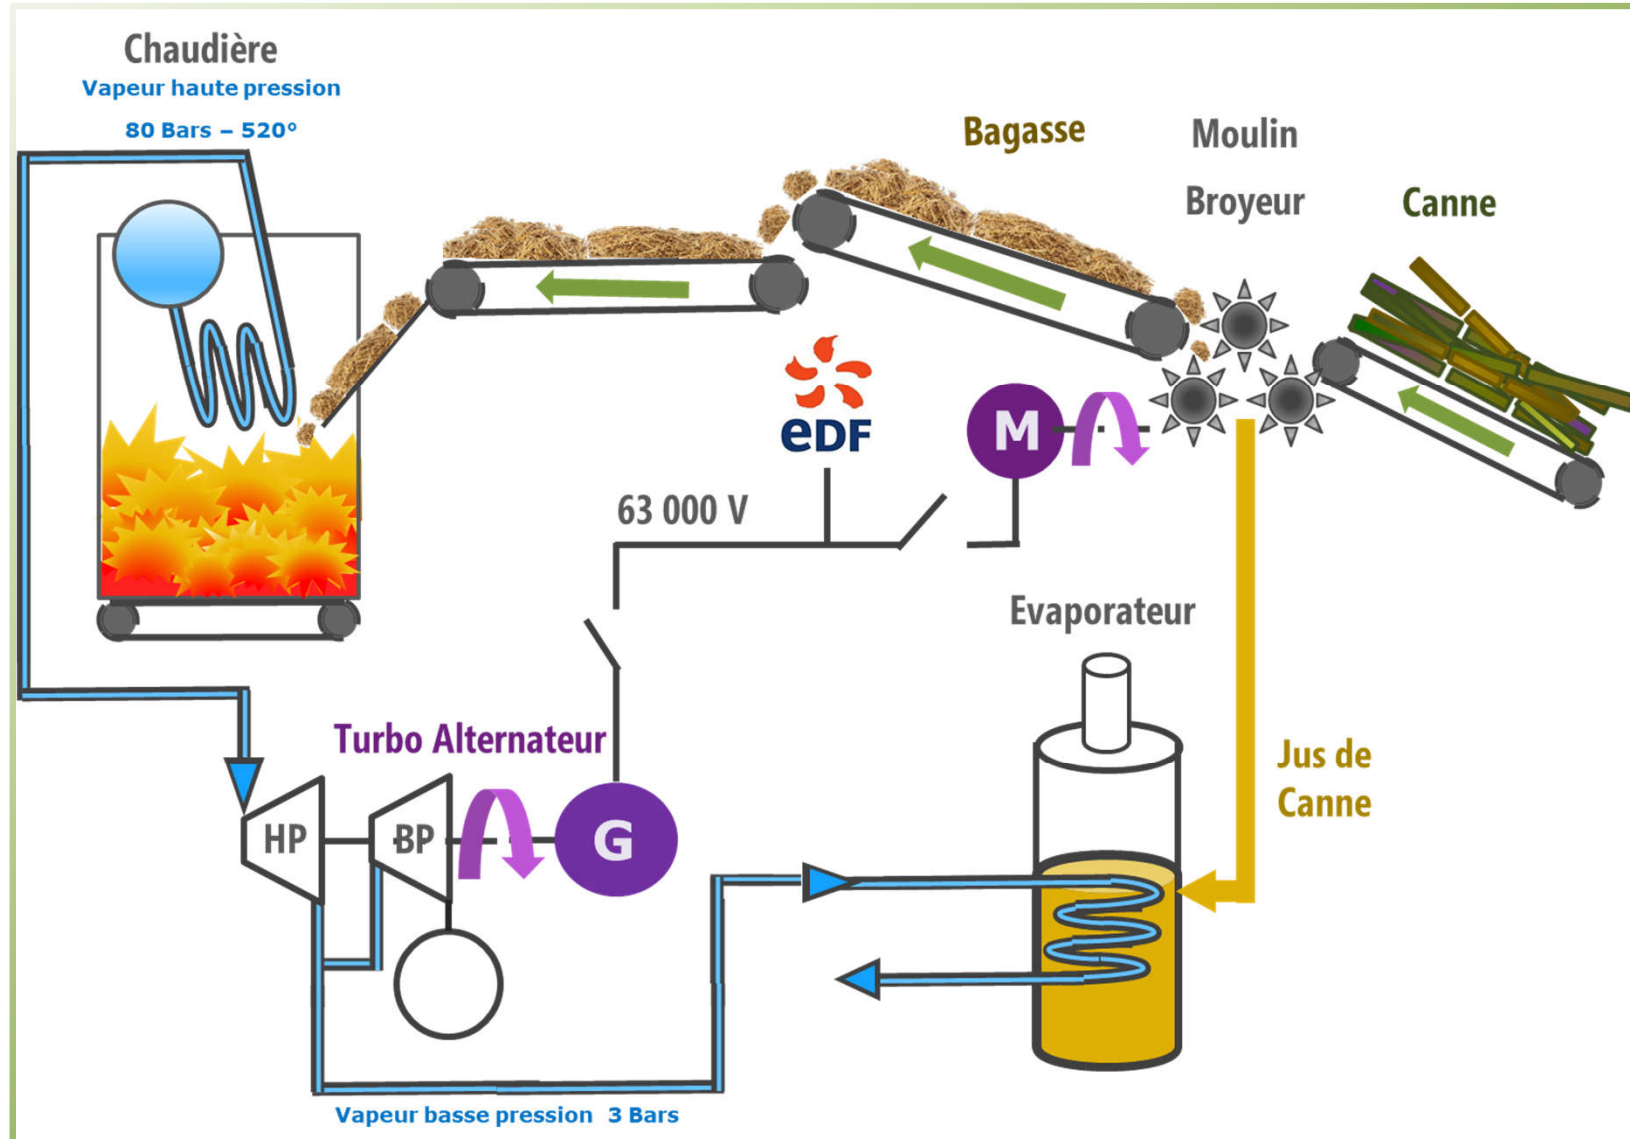 Chaudière
Vapeur haute pression
80 Bars – 520°
Bagasse
Moulin
Broyeur
Canne
eDF
M
63 000 V
Evaporateur
Turbo Alternateur
Jus de
Canne
HP
BP
G
Vapeur basse pression 3 Bars